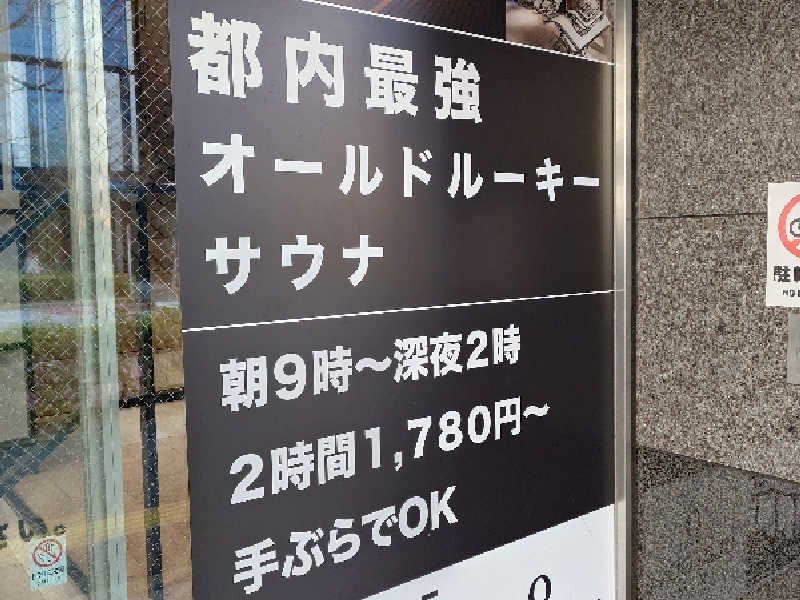 都内最強
オールドルーキー
サウナ
朝9時〜深夜2時
2時間1,780円〜
手ぶらでOK